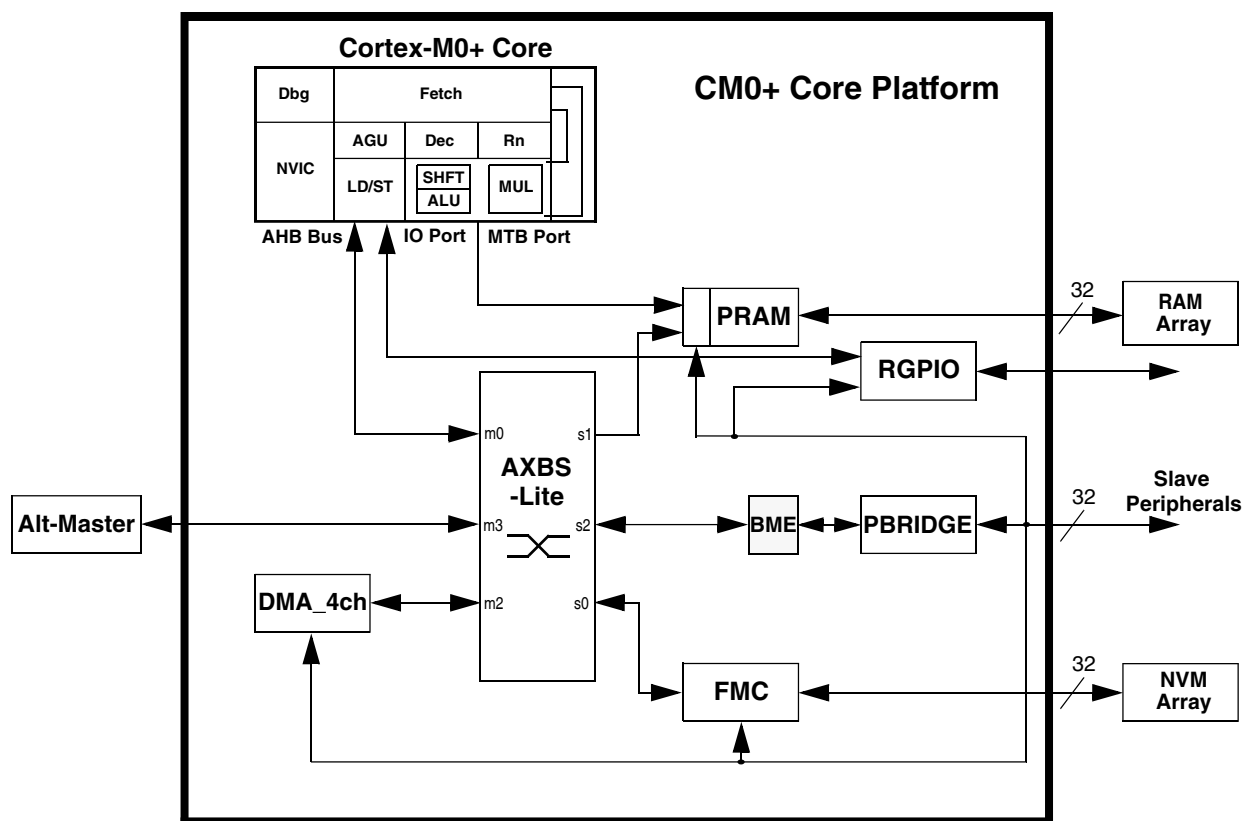 Cortex-M0+ Core
CM0+ Core Platform
Dbg
Fetch
AGU
Dec
Rn
NVIC
LD/ST
SHFT
ALU
MUL
AHB Bus
IO Port
MTB Port
PRAM
32
RAM
Array
RGPIO
m0
s1
AXBS
-Lite
Alt-Master
m3
s2
BME
PBRIDGE
32
Slave
Peripherals
DMA_4ch
m2
s0
FMC
32
NVM
Array